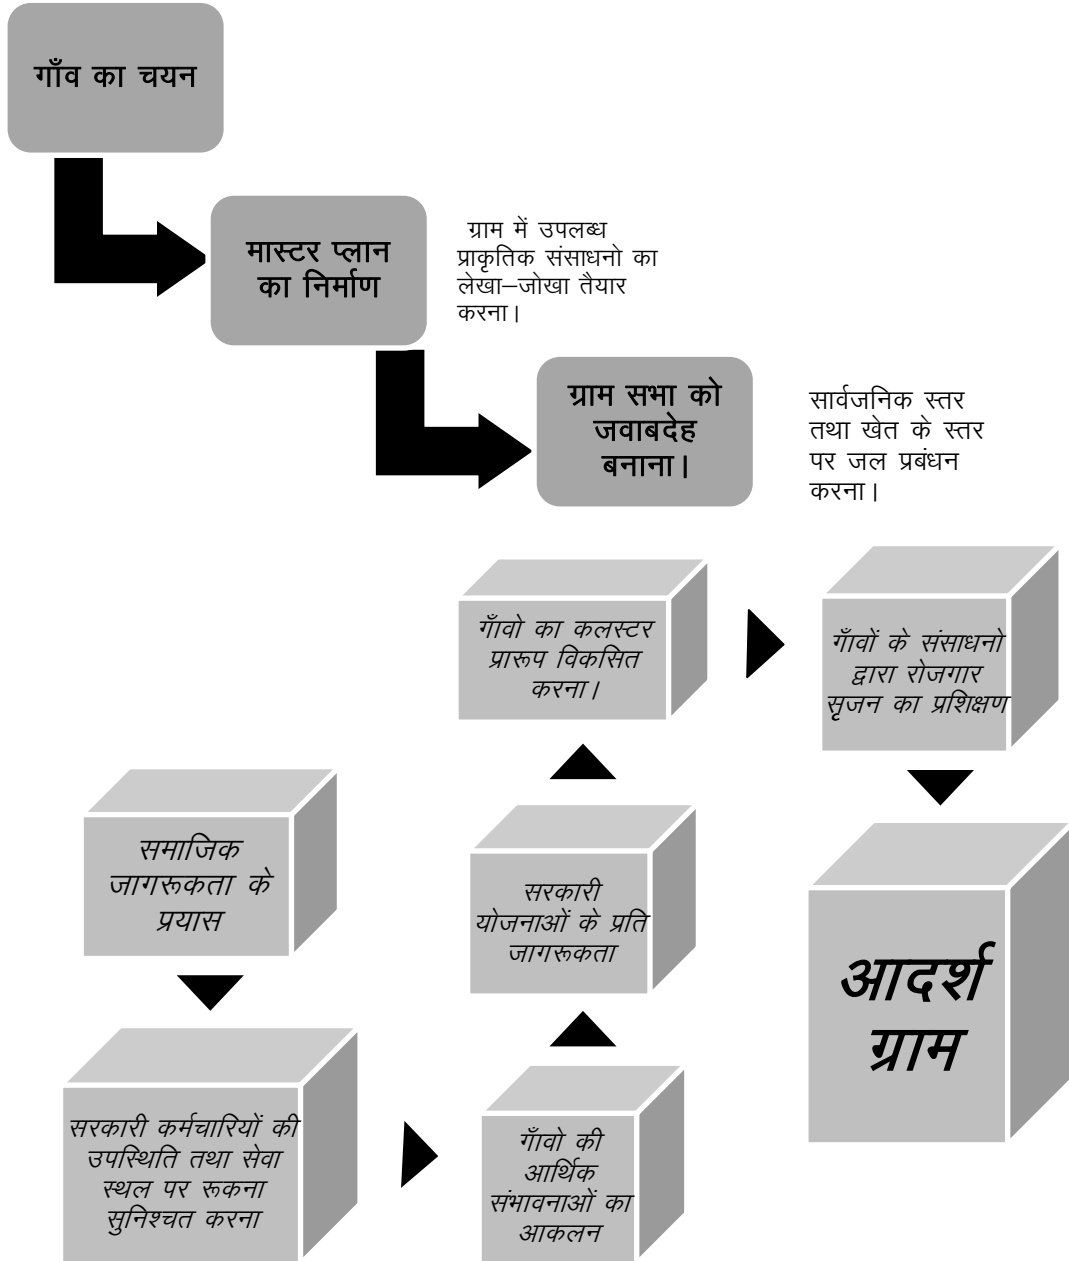 गाँव का चयन
मास्टर प्लान
का निर्माण
ग्राम में उपलब्ध
प्राकृतिक संसाधनो का
लेखा–जोखा तैयार
करना।
ग्राम सभा को
जवाबदेह
बनाना।
सार्वजनिक स्तर
तथा खेत के स्तर
पर जल प्रबंधन
करना।
समाजिक
जागरूकता के
प्रयास
सरकारी कर्मचारियों की
उपस्थिति तथा सेवा
स्थल पर रूकना
सुनिश्चत करना
गाँवो की
आर्थिक
संभावनाओं का
आकलन
सरकारी
योजनाओं के प्रति
जागरूकता
गाँवो का कलस्टर
प्रारूप विकसित
करना।
गाँवों के संसाधनो
द्वारा रोजगार
सृजन का प्रशिक्षण
आदर्श
ग्राम